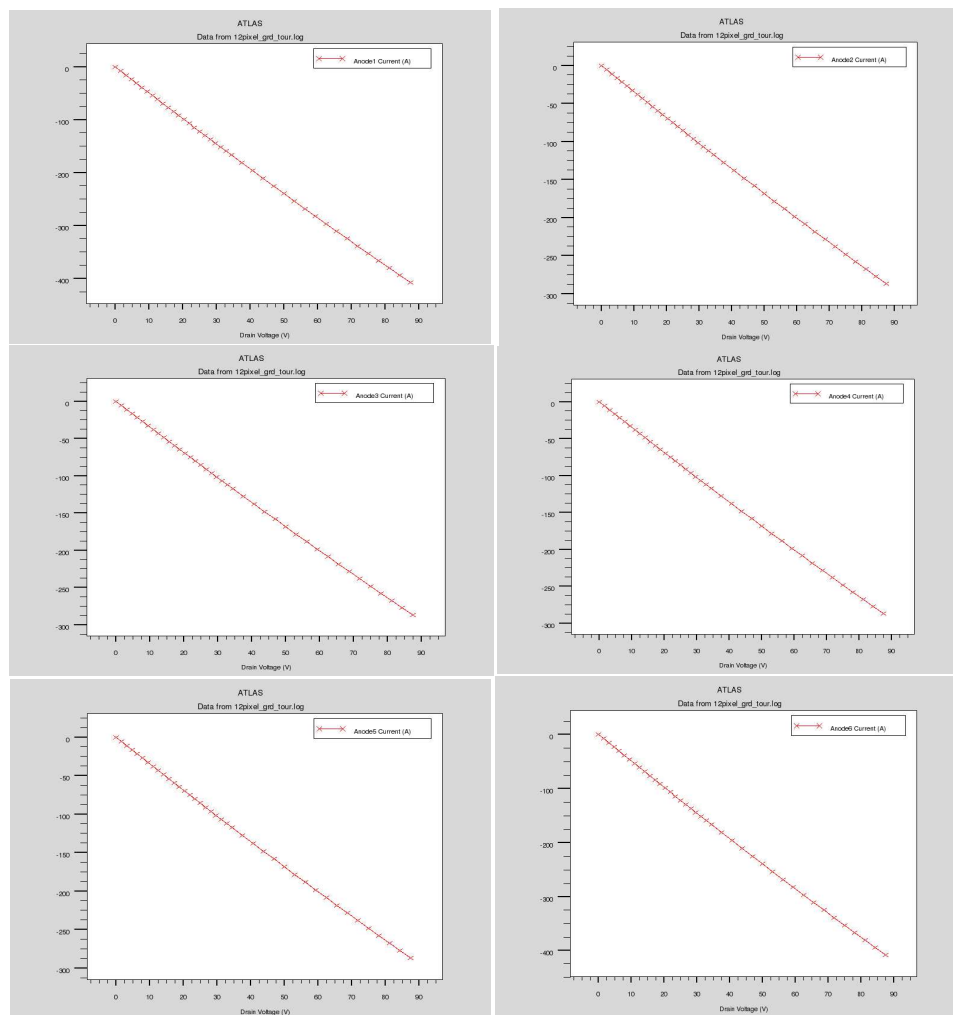 ATLAS
Data from 12pixel_grd_tour.log
Anode1 Current (A)
0
-100
-200
-300
-400
0 10 20 30 40 50 60 70 80 90
Drain Voltage (V)
ATLAS
Data from 12pixel_grd_tour.log
Anode2 Current (A)
0
-50
-100
-150
-200
-250
-300
0 10 20 30 40 50 60 70 80 90
Drain Voltage (V)
ATLAS
Data from 12pixel_grd_tour.log
Anode3 Current (A)
0
-50
-100
-150
-200
-250
-300
0 10 20 30 40 50 60 70 80 90
Drain Voltage (V)
ATLAS
Data from 12pixel_grd_tour.log
Anode4 Current (A)
0
-50
-100
-150
-200
-250
-300
0 10 20 30 40 50 60 70 80 90
Drain Voltage (V)
ATLAS
Data from 12pixel_grd_tour.log
Anode5 Current (A)
0
-50
-100
-150
-200
-250
-300
0 10 20 30 40 50 60 70 80 90
Drain Voltage (V)
ATLAS
Data from 12pixel_grd_tour.log
Anode6 Current (A)
0
-100
-200
-300
-400
0 10 20 30 40 50 60 70 80 90
Drain Voltage (V)